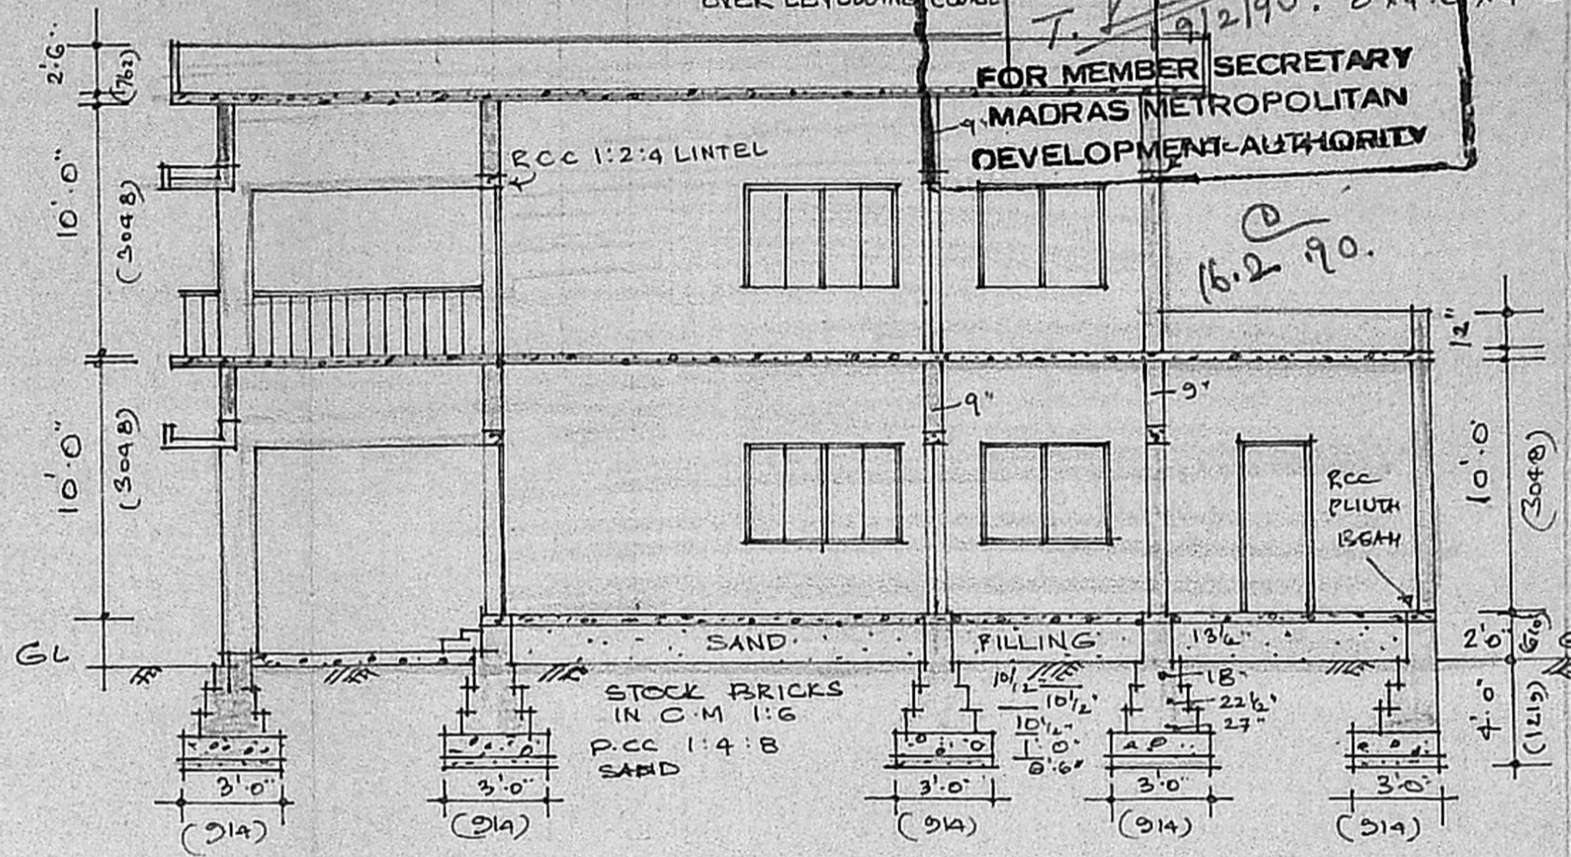 19/2/90.
FOR MEMBER SECRETARY
MADRAS METROPOLITAN
DEVELOPMENT AUTHORITY
16.2.90.
2'6"
(762)
10'.0"
(3048)
RCC 1:2:4 LINTEL
9"
12"
10'.0"
(3048)
9"
9"
10'.0
(3048)
RCC
PLIUTH
BEAM
GL
SAND
FILLING
13½"
2'0"
(610)
STOCK BRICKS
IN C.M 1:6
P.CC 1:4:8
SAND
10½
10½"
10½"
1'.0"
0'.6"
18"
22½"
27"
4'.0"
(1219)
3'.0"
3'.0"
3'.0"
3'.0"
3'.0"
(914)
(914)
(914)
(914)
(914)